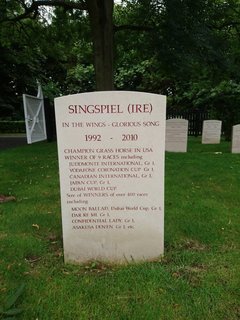 SINGSPIEL (IRE)
IN THE WINGS - GLORIOUS SONG
1992 - 2010
CHAMPION GRASS HORSE IN USA
WINNER OF 9 RACES including
JUDDMONTE INTERNATIONAL, Gr 1,
VODAFONE CORONATION CUP, Gr 1,
CANADIAN INTERNATIONAL, Gr 1,
JAPAN CUP, Gr 1,
DUBAI WORLD CUP
Sire of WINNERS of over 400 races
including
MOON BALLAD, Dubai World Cup, Gr 1,
DAR RE MI, Gr 1,
CONFIDENTIAL LADY, Gr 1,
ASAKUSA DEN'EN, Gr 1, etc.